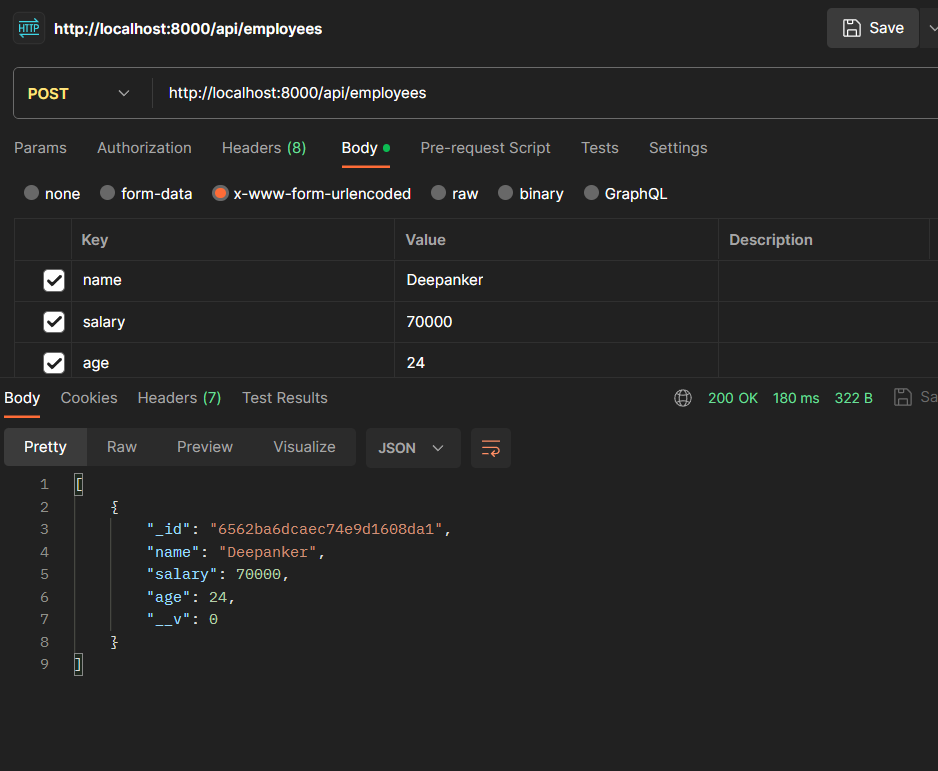 HTTP http://localhost:8000/api/employees Save
POST http://localhost:8000/api/employees
Params Authorization Headers (8) Body Pre-request Script Tests Settings
none form-data x-www-form-urlencoded raw binary GraphQL
Key Value Description
name Deepanker
salary 70000
age 24
Body Cookies Headers (7) Test Results 200 OK 180 ms 322 B Sa
Pretty Raw Preview Visualize JSON
1 [
2 {
3 "_id": "6562ba6dcaec74e9d1608da1",
4 "name": "Deepanker",
5 "salary": 70000,
6 "age": 24,
7 "__v": 0
8 }
9 ]